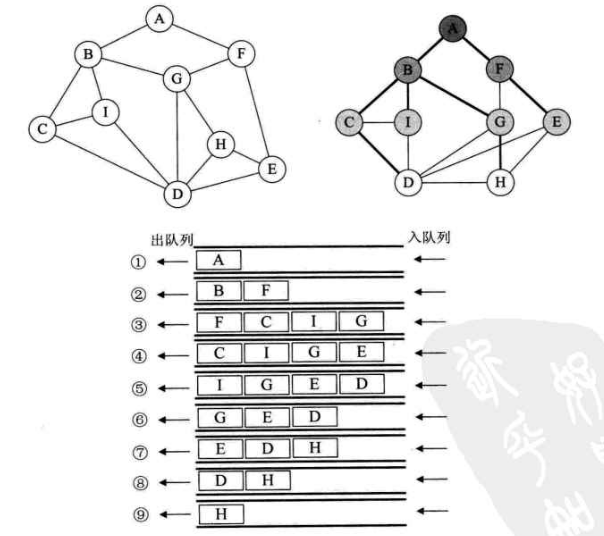 A
B
F
G
C
I
H
D
E
A
B
F
C
I
G
E
D
H
出队列 入队列
① A
② B F
③ F C I G
④ C I G E
⑤ I G E D
⑥ G E D
⑦ E D H
⑧ D H
⑨ H